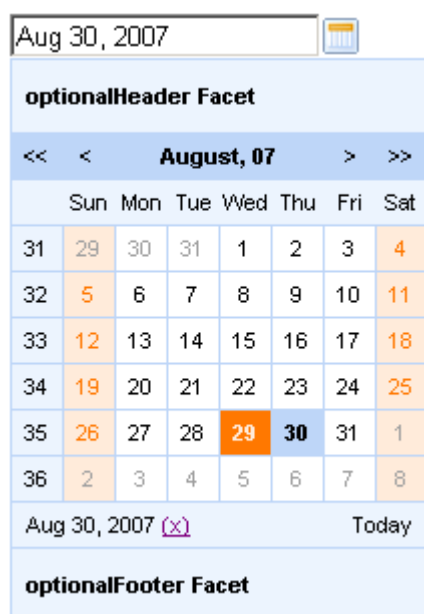 Aug 30, 2007
optionalHeader Facet
<< < August, 07 > >>
Sun Mon Tue Wed Thu Fri Sat
31 29 30 31 1 2 3 4
32 5 6 7 8 9 10 11
33 12 13 14 15 16 17 18
34 19 20 21 22 23 24 25
35 26 27 28 29 30 31 1
36 2 3 4 5 6 7 8
Aug 30, 2007 (x) Today
optionalFooter Facet